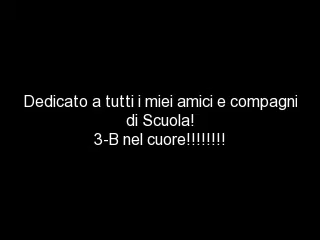 Dedicato a tutti i miei amici e compagni
di Scuola!
3-B nel cuore!!!!!!!!